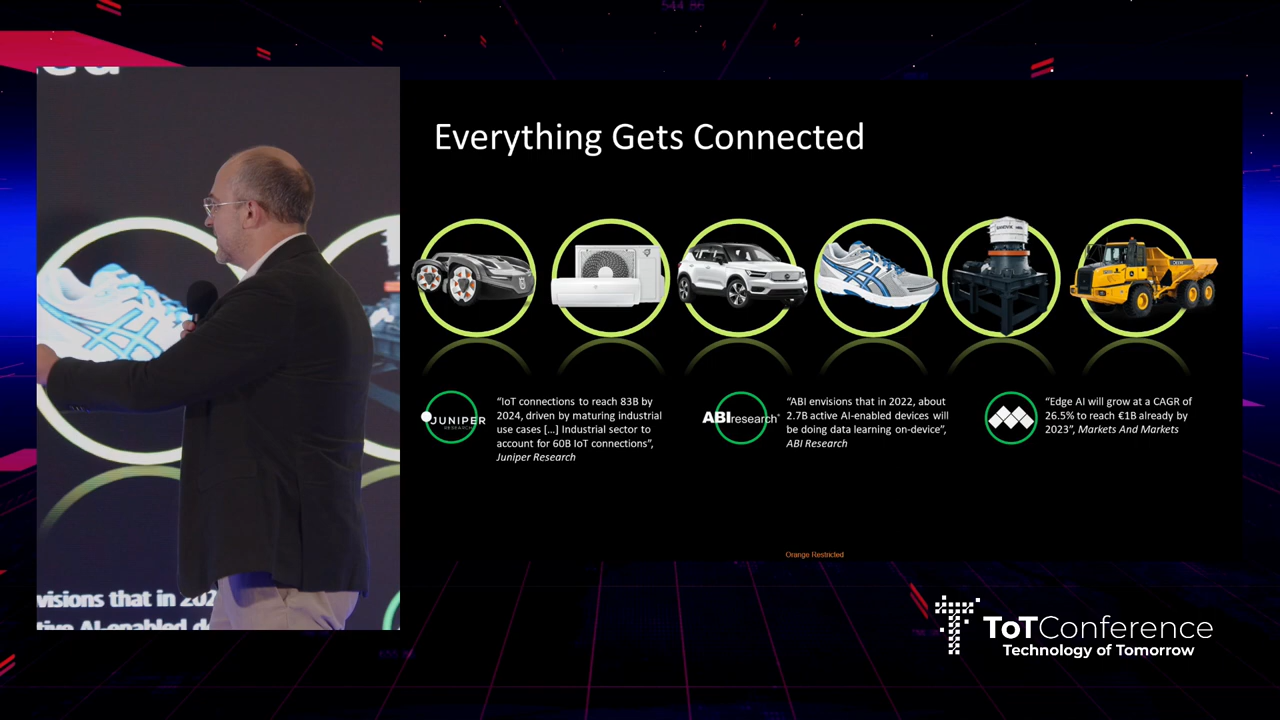 Everything Gets Connected
SANDVIK
JUNIPER
RESEARCH
“IoT connections to reach 83B by
2024, driven by maturing industrial
use cases […] Industrial sector to
account for 60B IoT connections”,
Juniper Research
ABIresearch®
“ABI envisions that in 2022, about
2.7B active AI-enabled devices will
be doing data learning on-device”,
ABI Research
“Edge AI will grow at a CAGR of
26.5% to reach €1B already by
2023”, Markets And Markets
Orange Restricted
visions that in 202
tive AI-enabled d
ToTConference
Technology of Tomorrow